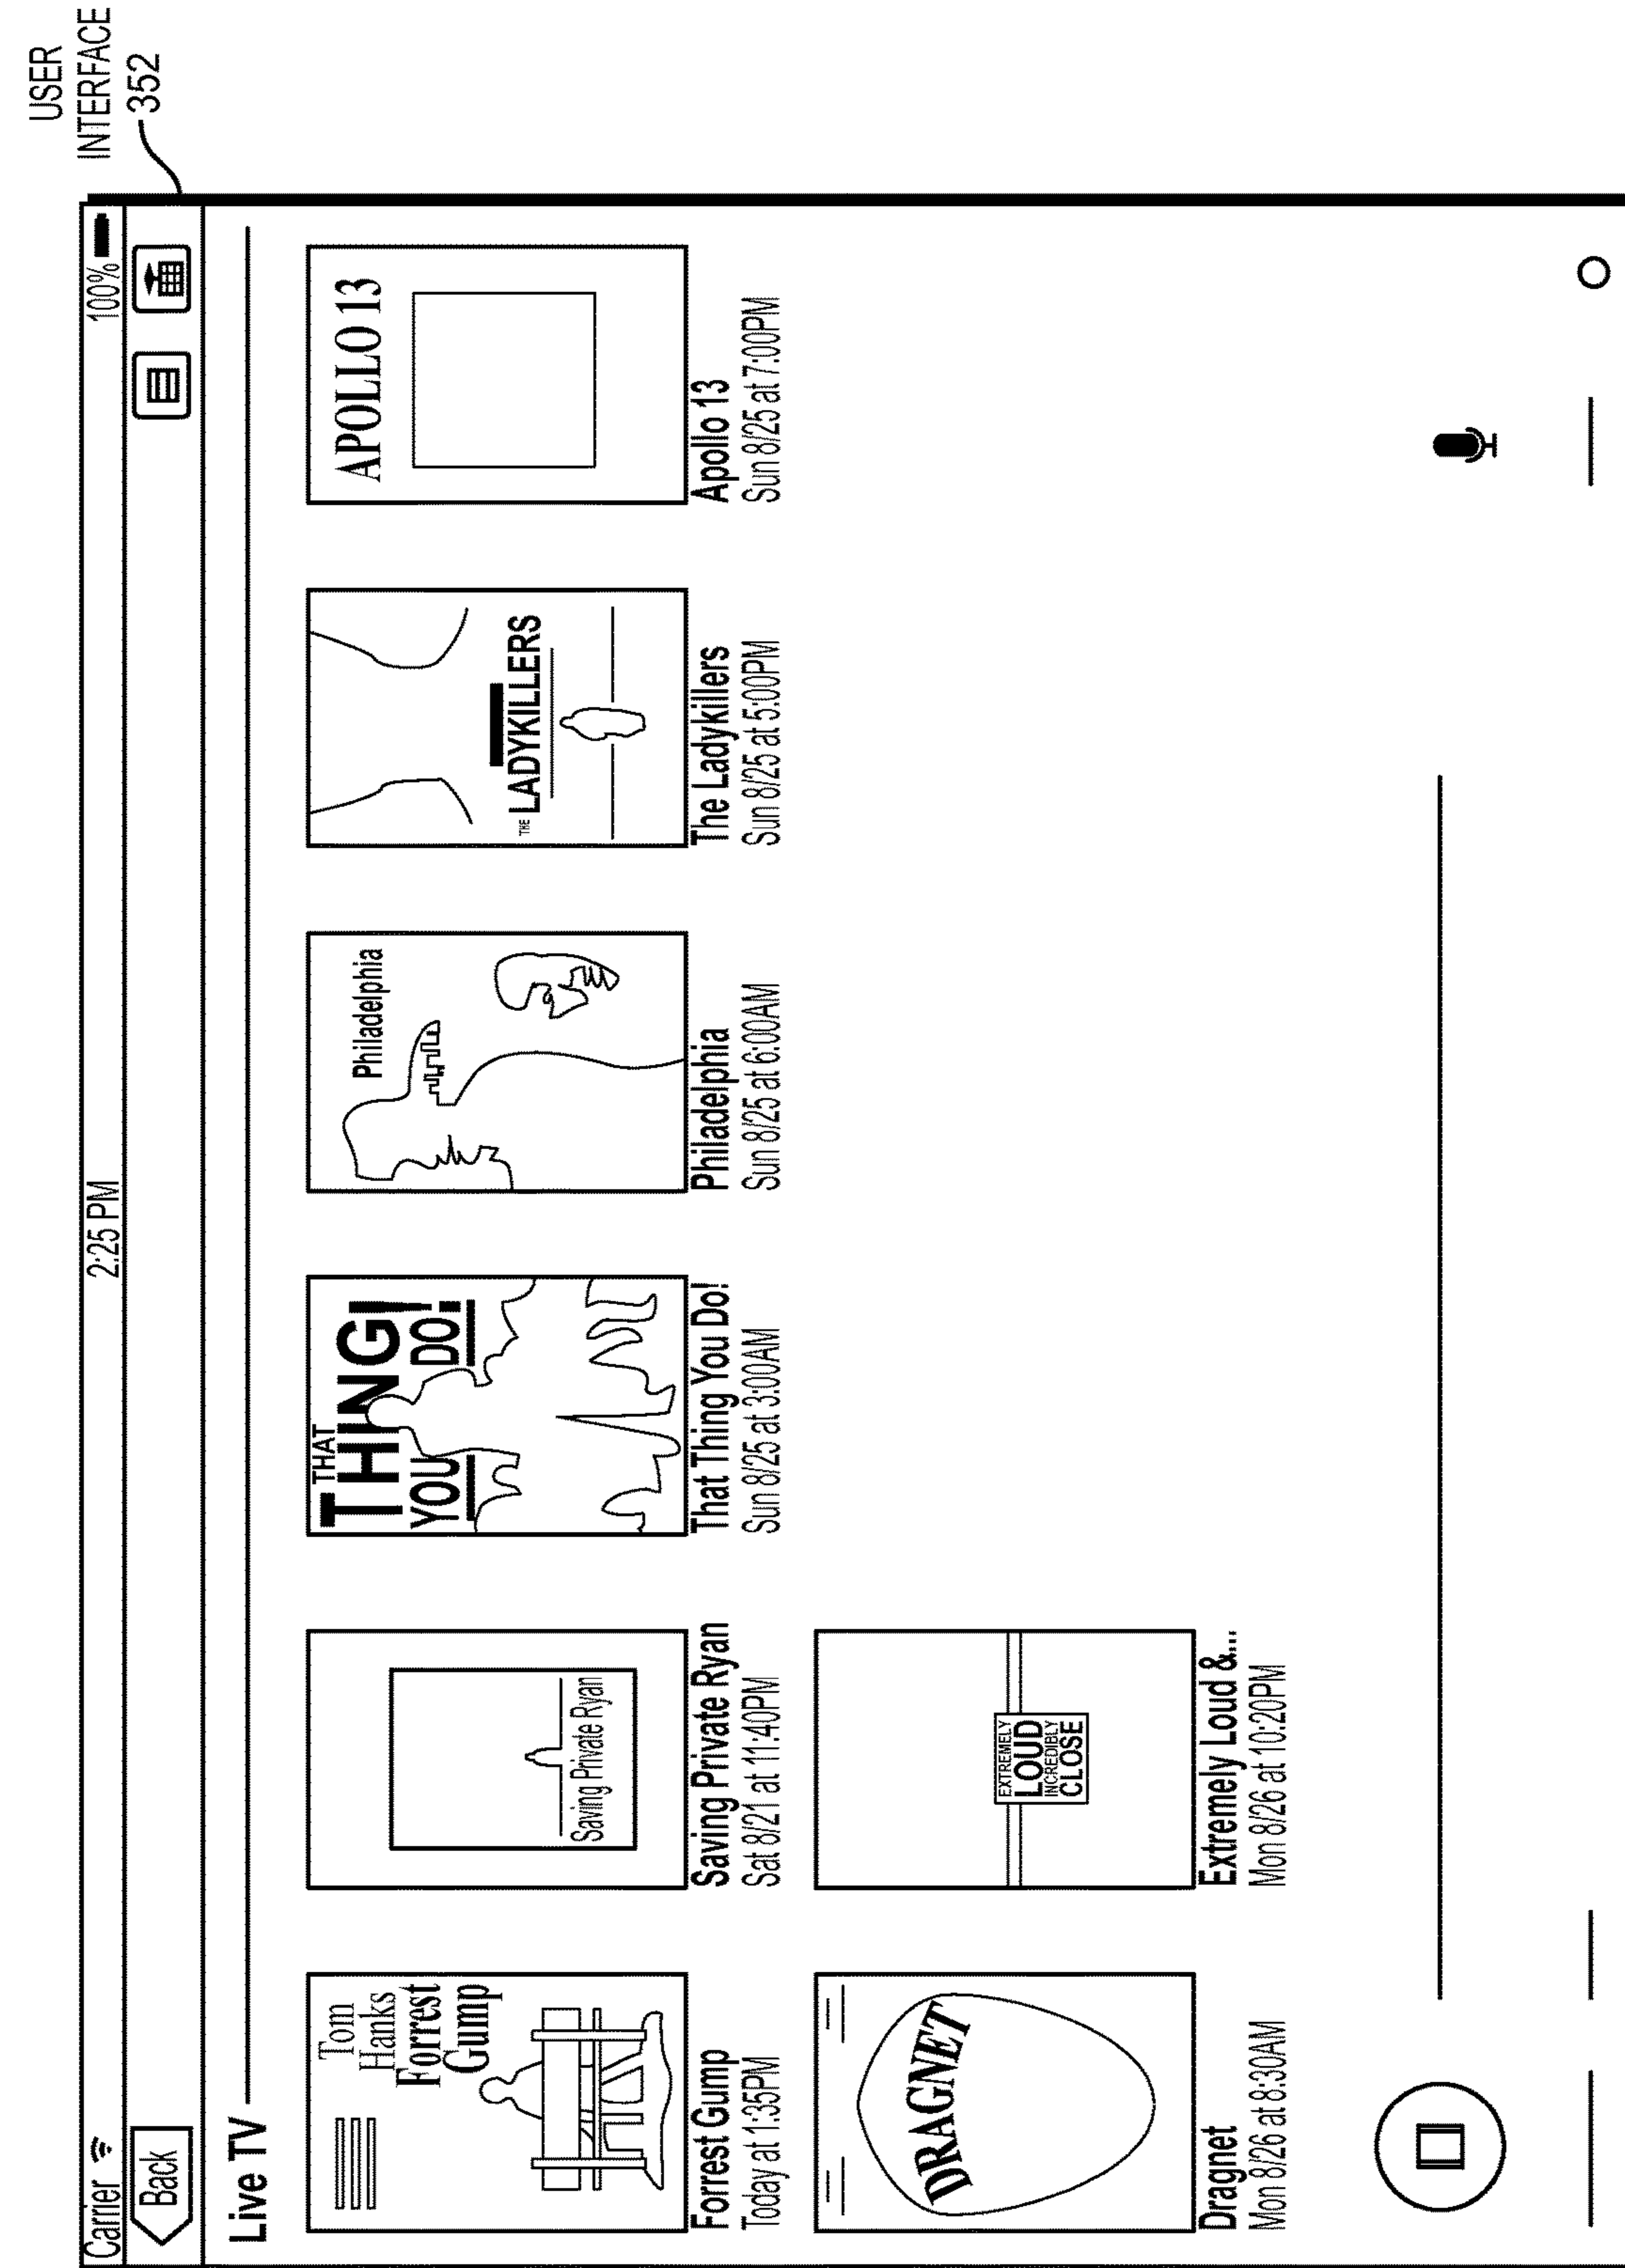 USER
INTERFACE
352
Carrier
2:25 PM
100%
Back
Live TV
Tom
Hanks
Forrest
Gump
Forrest Gump
Today at 1:35PM
Saving Private Ryan
Saving Private Ryan
Sat 8/21 at 11:40PM
THAT
THING!
YOU DO!
That Thing You Do!
Sun 8/25 at 3:00AM
Philadelphia
Philadelphia
Sun 8/25 at 6:00AM
THE LADYKILLERS
The Ladykillers
Sun 8/25 at 5:00PM
APOLLO 13
Apollo 13
Sun 8/25 at 7:00PM
DRAGNET
Dragnet
Mon 8/26 at 8:30AM
EXTREMELY
LOUD
INCREDIBLY
CLOSE
Extremely Loud &...
Mon 8/26 at 10:20PM